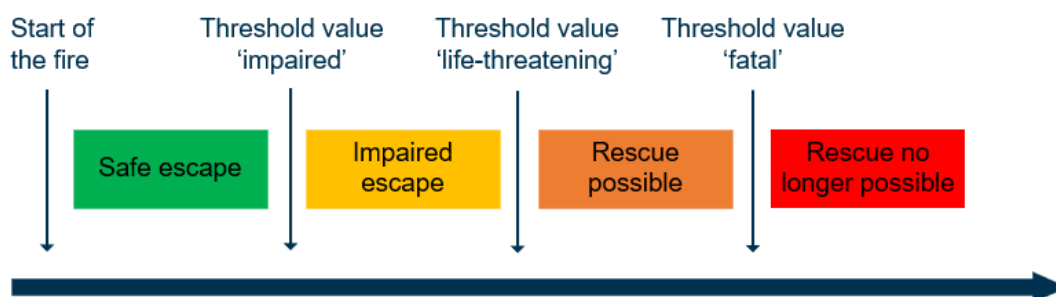 Start of
the fire
Threshold value
‘impaired’
Threshold value
‘life-threatening’
Threshold value
‘fatal’
Safe escape
Impaired
escape
Rescue
possible
Rescue no
longer possible